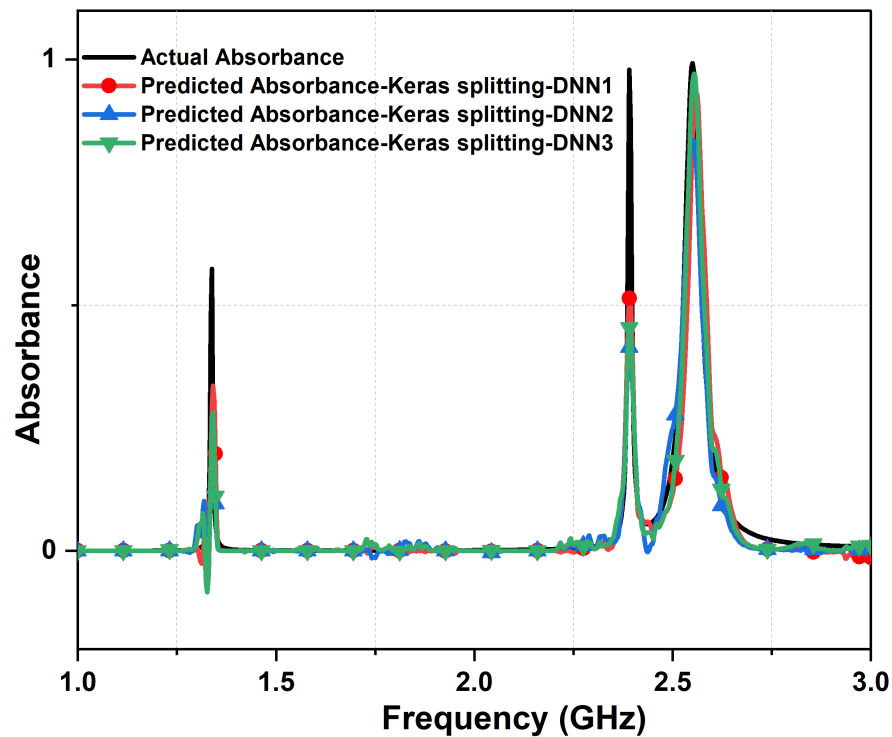 1
Actual Absorbance
Predicted Absorbance-Keras splitting-DNN1
Predicted Absorbance-Keras splitting-DNN2
Predicted Absorbance-Keras splitting-DNN3
Absorbance
0
1.0 1.5 2.0 2.5 3.0
Frequency (GHz)